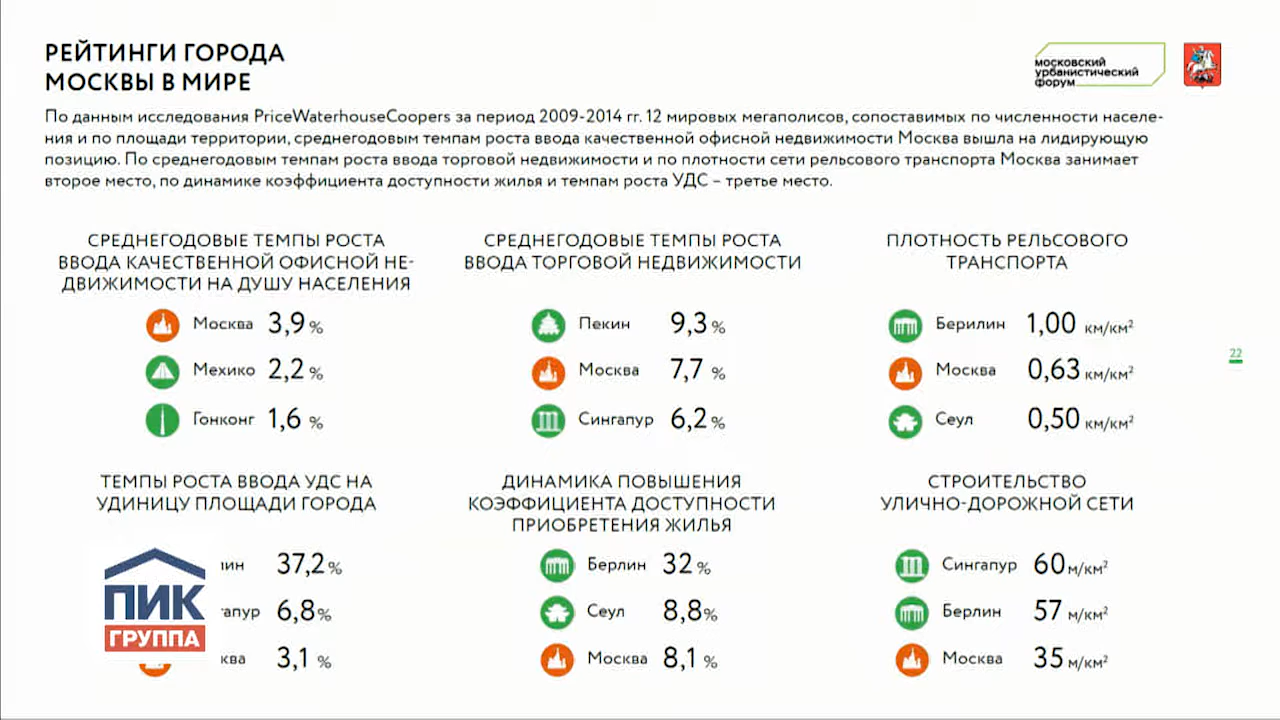 РЕЙТИНГИ ГОРОДА
МОСКВЫ В МИРЕ
московский
урбанистический
форум
По данным исследования PriceWaterhouseCoopers за период 2009-2014 гг. 12 мировых мегаполисов, сопоставимых по численности населе-
ния и по площади территории, среднегодовым темпам роста ввода качественной офисной недвижимости Москва вышла на лидирующую
позицию. По среднегодовым темпам роста ввода торговой недвижимости и по плотности сети рельсового транспорта Москва занимает
второе место, по динамике коэффициента доступности жилья и темпам роста УДС – третье место.
СРЕДНЕГОДОВЫЕ ТЕМПЫ РОСТА
ВВОДА КАЧЕСТВЕННОЙ ОФИСНОЙ НЕ-
ДВИЖИМОСТИ НА ДУШУ НАСЕЛЕНИЯ
Москва 3,9 %
Мехико 2,2 %
Гонконг 1,6 %
СРЕДНЕГОДОВЫЕ ТЕМПЫ РОСТА
ВВОДА ТОРГОВОЙ НЕДВИЖИМОСТИ
Пекин 9,3 %
Москва 7,7 %
Сингапур 6,2 %
ПЛОТНОСТЬ РЕЛЬСОВОГО
ТРАНСПОРТА
Берилин 1,00 км/км²
Москва 0,63 км/км²
Сеул 0,50 км/км²
22
ТЕМПЫ РОСТА ВВОДА УДС НА
УДИНИЦУ ПЛОЩАДИ ГОРОДА
лин 37,2 %
апур 6,8 %
ква 3,1 %
ПИК
ГРУППА
ДИНАМИКА ПОВЫШЕНИЯ
КОЭФФИЦИЕНТА ДОСТУПНОСТИ
ПРИОБРЕТЕНИЯ ЖИЛЬЯ
Берлин 32 %
Сеул 8,8%
Москва 8,1 %
СТРОИТЕЛЬСТВО
УЛИЧНО-ДОРОЖНОЙ СЕТИ
Сингапур 60 м/км²
Берлин 57 м/км²
Москва 35 м/км²